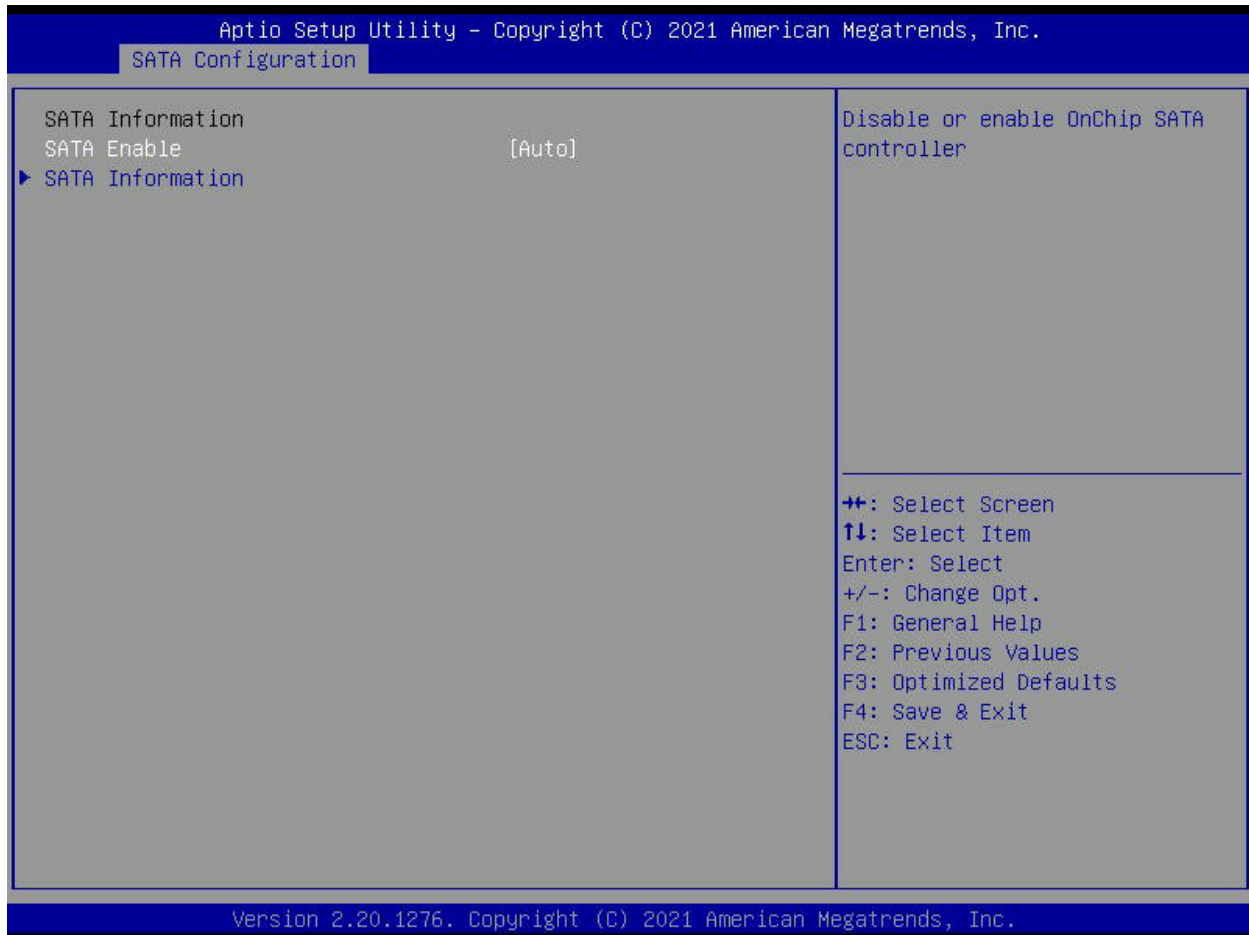 Aptio Setup Utility – Copyright (C) 2021 American Megatrends, Inc.
SATA Configuration
SATA Information
SATA Enable [Auto]
SATA Information
Disable or enable OnChip SATA
controller
→←: Select Screen
↑↓: Select Item
Enter: Select
+/-: Change Opt.
F1: General Help
F2: Previous Values
F3: Optimized Defaults
F4: Save & Exit
ESC: Exit
Version 2.20.1276. Copyright (C) 2021 American Megatrends, Inc.